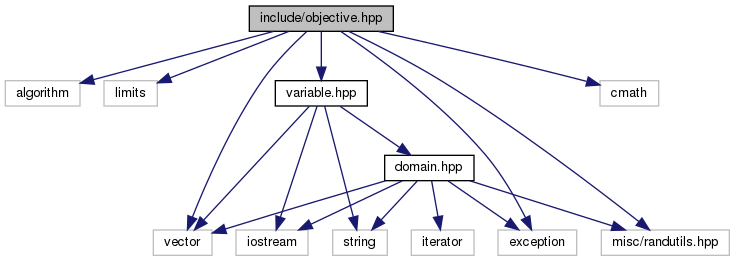 include/objective.hpp
algorithm
limits
variable.hpp
cmath
domain.hpp
vector
iostream
string
iterator
exception
misc/randutils.hpp